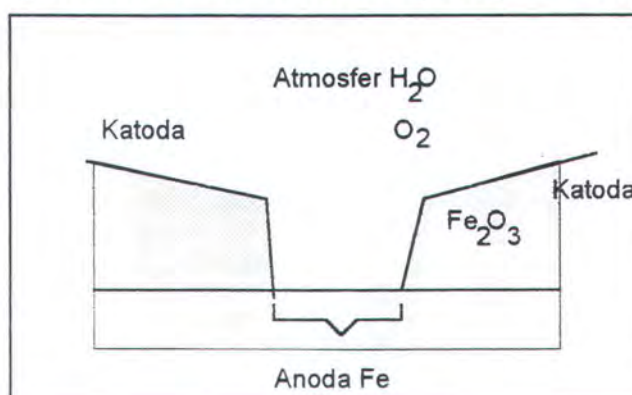 Atmosfer H₂O
Katoda O₂
Katoda
Fe₂O₃
Anoda Fe